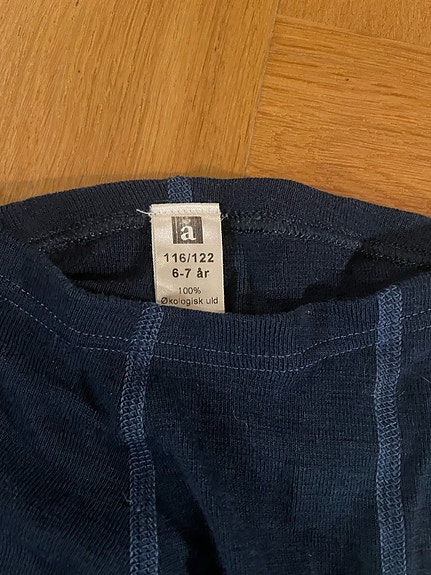 å
116/122
6-7 år
100%
Økologisk uld